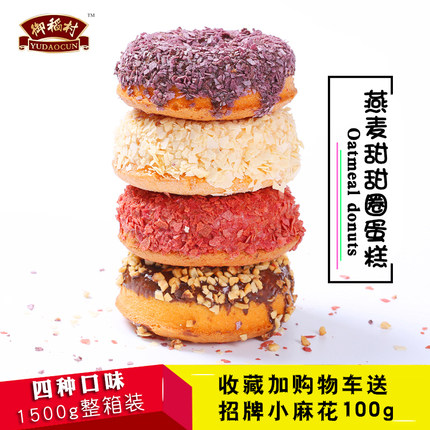 御稻村
YUDAOCUN
TM
燕麦甜甜圈蛋糕
Oatmeal donuts
四种口味
1500g整箱装
收藏加购物车送
招牌小麻花100g